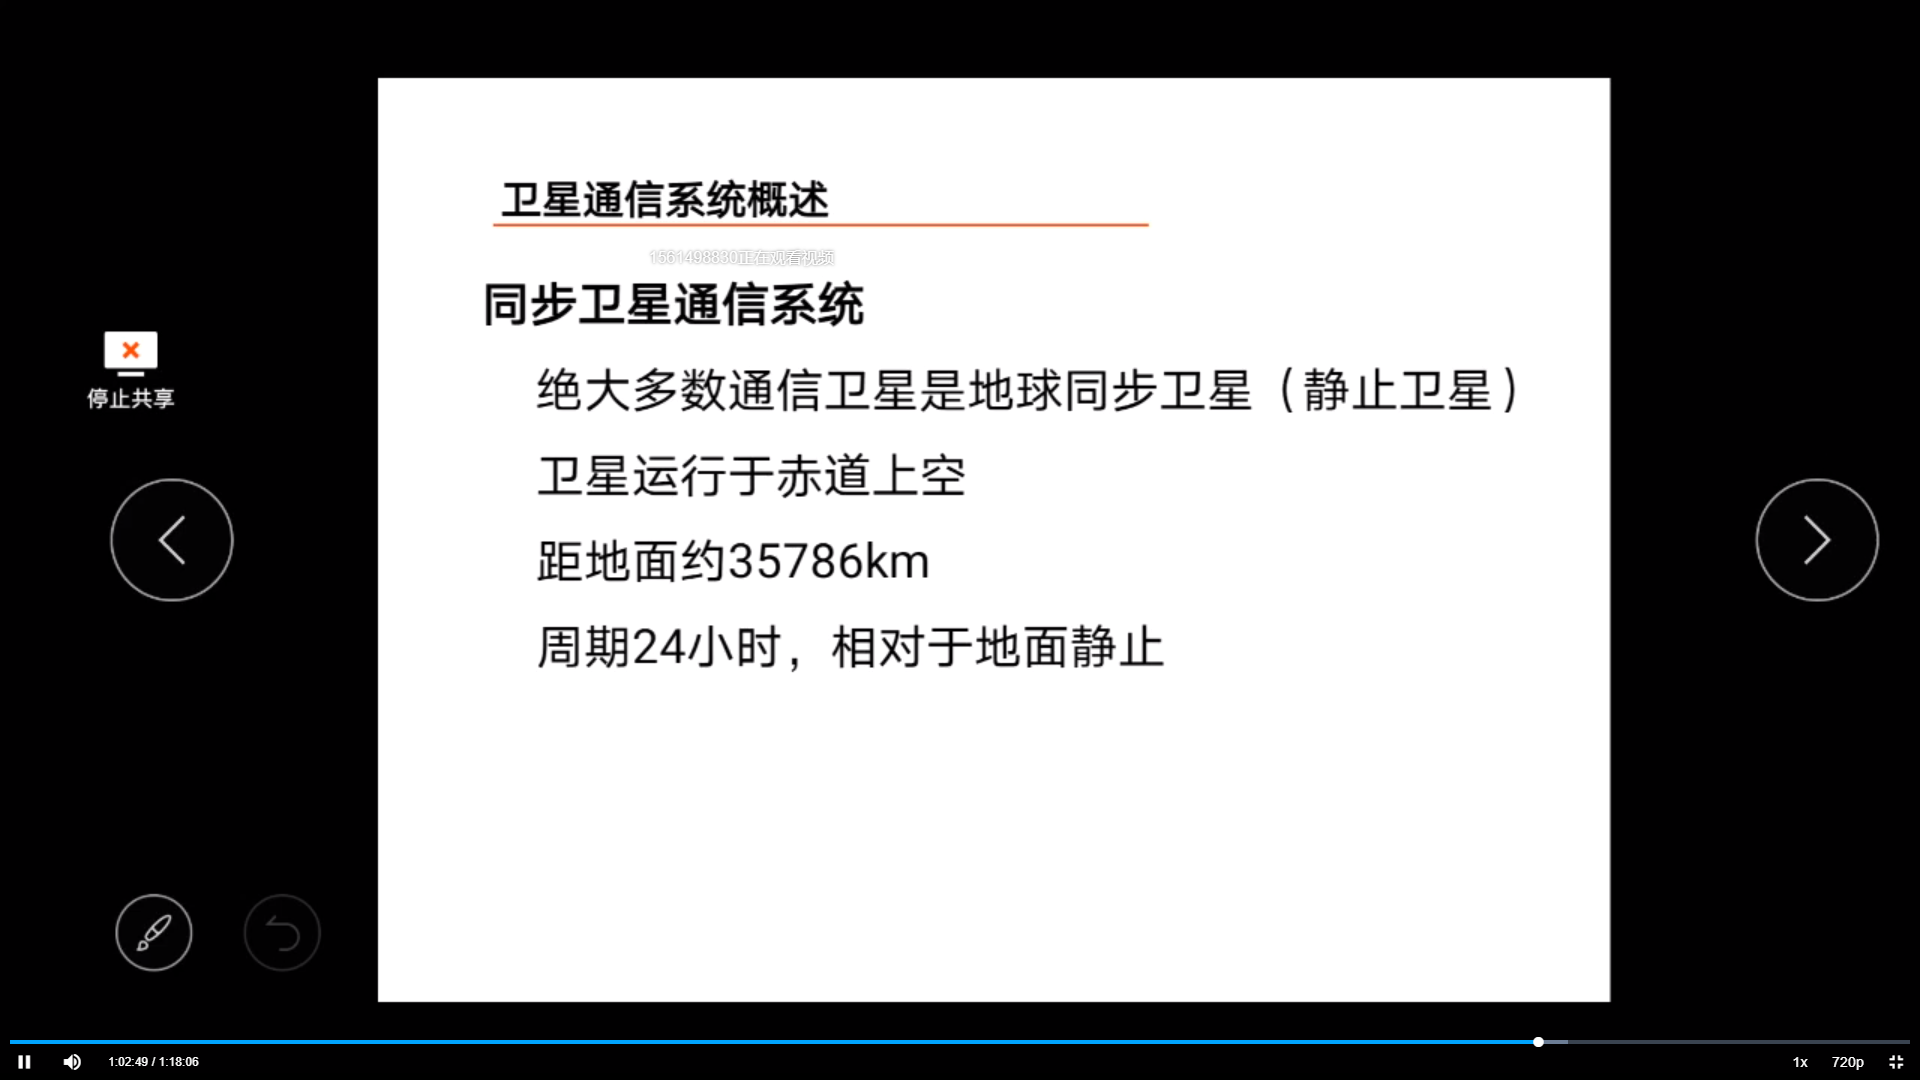 卫星通信系统概述
1561498830正在观看视频
同步卫星通信系统
绝大多数通信卫星是地球同步卫星（静止卫星）
卫星运行于赤道上空
距地面约35786km
周期24小时，相对于地面静止
停止共享
1:02:49 / 1:18:06
1x
720p